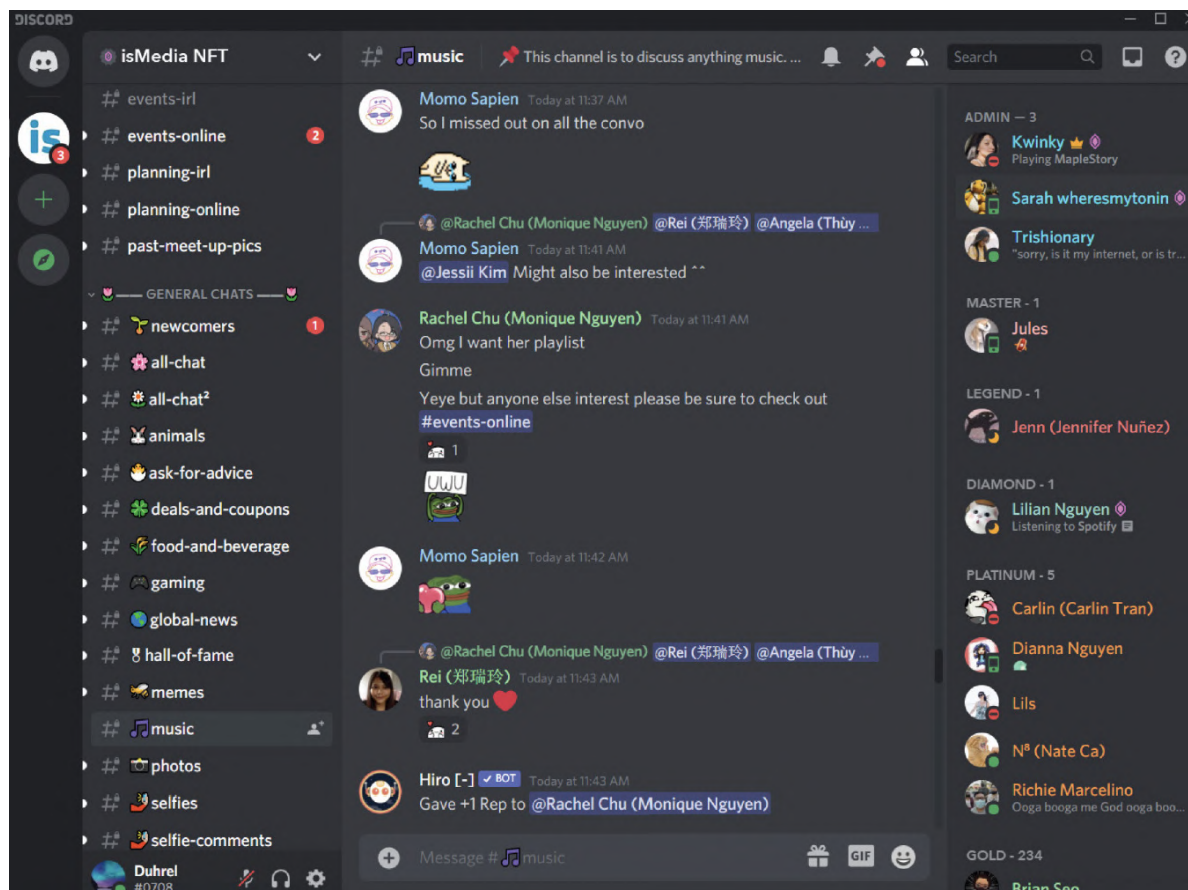 DISCORD
isMedia NFT
events-irl
events-online 2
planning-irl
planning-online
past-meet-up-pics
GENERAL CHATS
newcomers 1
all-chat
all-chat²
animals
ask-for-advice
deals-and-coupons
food-and-beverage
gaming
global-news
hall-of-fame
memes
music
photos
selfies
selfie-comments
Duhrel
#0708
is
3
music
This channel is to discuss anything music. ...
Search
Momo Sapien Today at 11:37 AM
So I missed out on all the convo
@Rachel Chu (Monique Nguyen) @Rei (郑瑞玲) @Angela (Thùy ...
Momo Sapien Today at 11:41 AM
@Jessii Kim Might also be interested ^^
Rachel Chu (Monique Nguyen) Today at 11:41 AM
Omg I want her playlist
Gimme
Yeye but anyone else interest please be sure to check out
#events-online
1
UWU
Momo Sapien Today at 11:42 AM
@Rachel Chu (Monique Nguyen) @Rei (郑瑞玲) @Angela (Thùy ...
Rei (郑瑞玲) Today at 11:43 AM
thank you
2
Hiro [-] ✓ BOT Today at 11:43 AM
Gave +1 Rep to @Rachel Chu (Monique Nguyen)
Message # music
GIF
ADMIN — 3
Kwinky
Playing MapleStory
Sarah wheresmytonin
Trishionary
"sorry, is it my internet, or is tr...
MASTER - 1
Jules
LEGEND - 1
Jenn (Jennifer Nuñez)
DIAMOND - 1
Lilian Nguyen
Listening to Spotify
PLATINUM - 5
Carlin (Carlin Tran)
Dianna Nguyen
Lils
N⁸ (Nate Ca)
Richie Marcelino
Ooga booga me God ooga boo...
GOLD - 234
Brian Seo